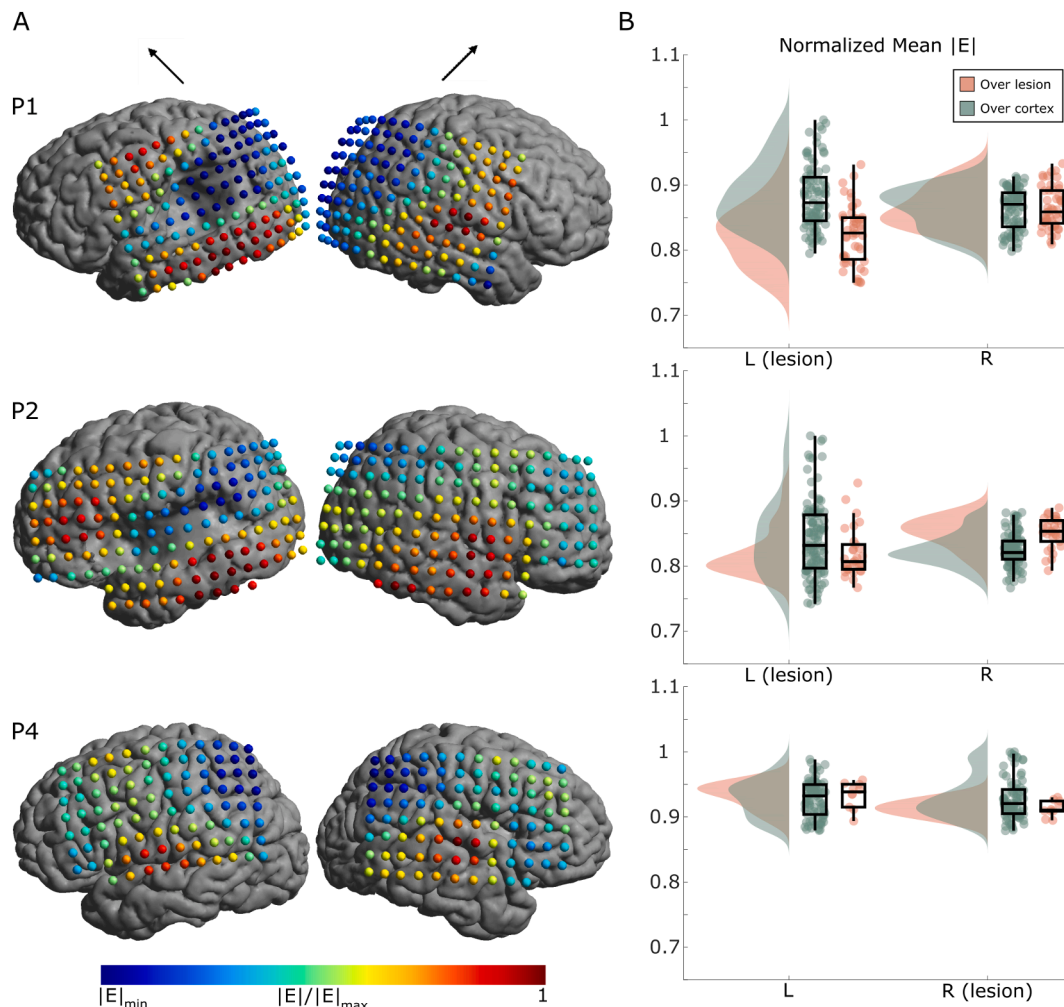 A
B
Normalized Mean |E|
P1
1.1
1
0.9
0.8
0.7
Over lesion
Over cortex
L (lesion)
R
P2
1.1
1
0.9
0.8
0.7
L (lesion)
R
P4
1.1
1
0.9
0.8
0.7
L
R (lesion)
|E|min
|E|/|E|max
1